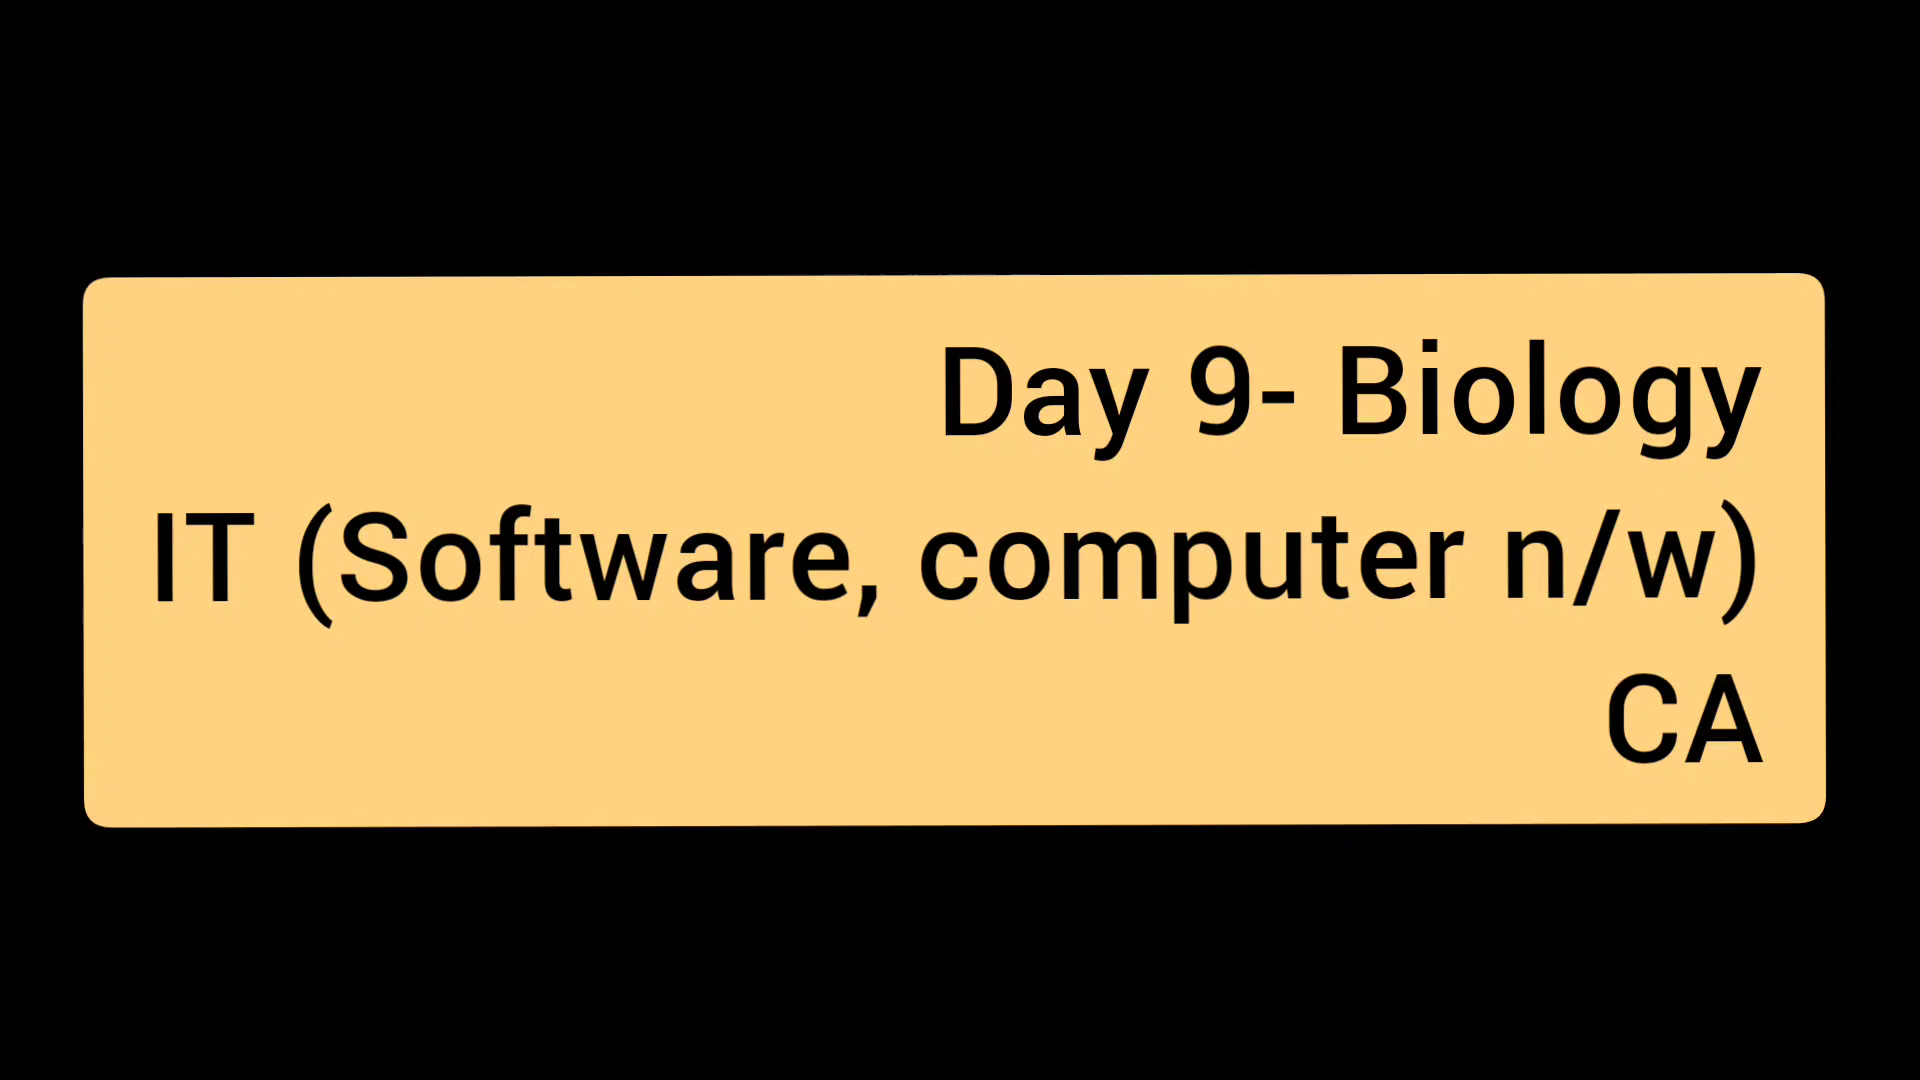 Day 9- Biology
IT (Software, computer n/w)
CA